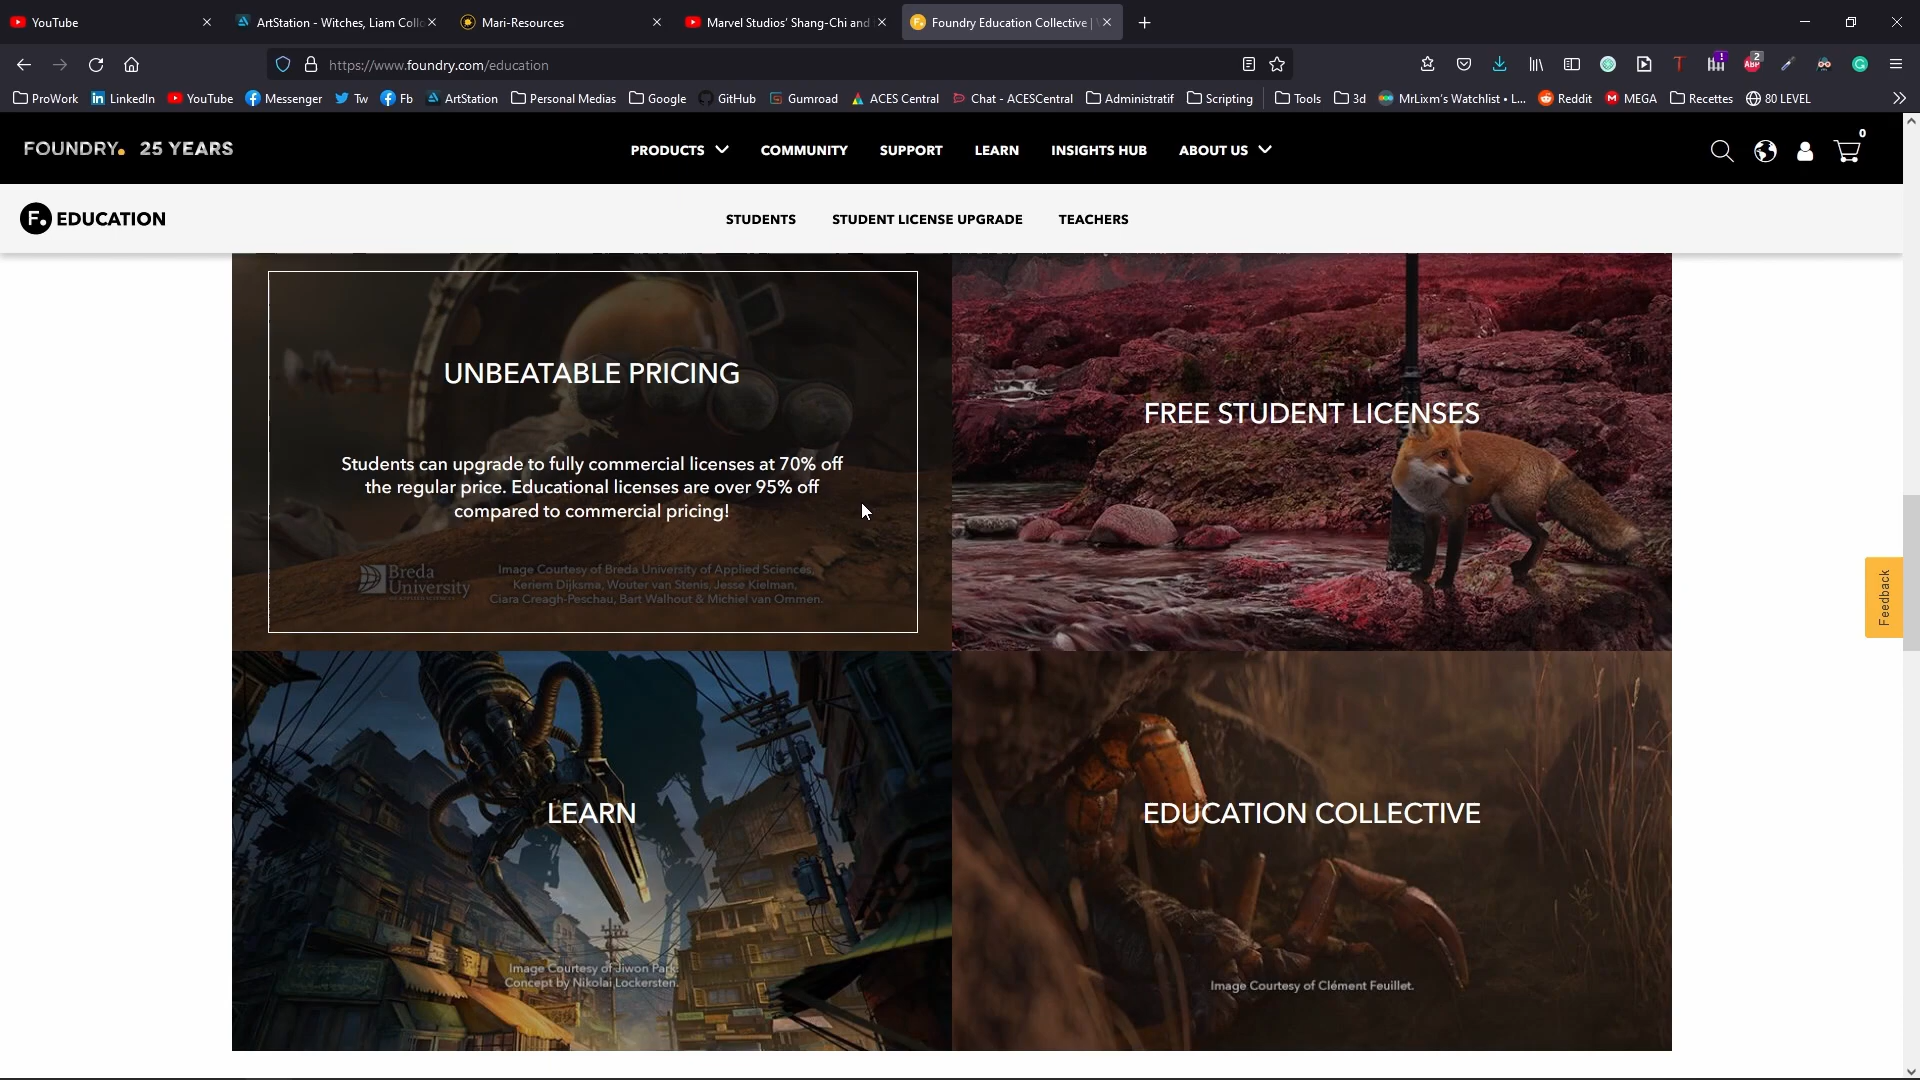 YouTube
ArtStation - Witches, Liam Collo
Mari-Resources
Marvel Studios' Shang-Chi and
Foundry Education Collective |
https://www.foundry.com/education
1
2
ProWork
LinkedIn
YouTube
Messenger
Tw
Fb
ArtStation
Personal Medias
Google
GitHub
Gumroad
ACES Central
Chat - ACESCentral
Administratif
Scripting
Tools
3d
MrLixm's Watchlist • L...
Reddit
MEGA
Recettes
80 LEVEL
FOUNDRY. 25 YEARS
PRODUCTS
COMMUNITY
SUPPORT
LEARN
INSIGHTS HUB
ABOUT US
0
F. EDUCATION
STUDENTS
STUDENT LICENSE UPGRADE
TEACHERS
UNBEATABLE PRICING
Students can upgrade to fully commercial licenses at 70% off
the regular price. Educational licenses are over 95% off
compared to commercial pricing!
Breda
University
Image Courtesy of Breda University of Applied Sciences,
Keriem Dijksma, Wouter van Stenis, Jesse Kielman,
Ciara Creagh-Peschau, Bart Walhout & Michiel van Ommen.
FREE STUDENT LICENSES
Feedback
LEARN
Image Courtesy of Jiwon Park.
Concept by Nikolai Lockersten.
EDUCATION COLLECTIVE
Image Courtesy of Clément Feuillet.